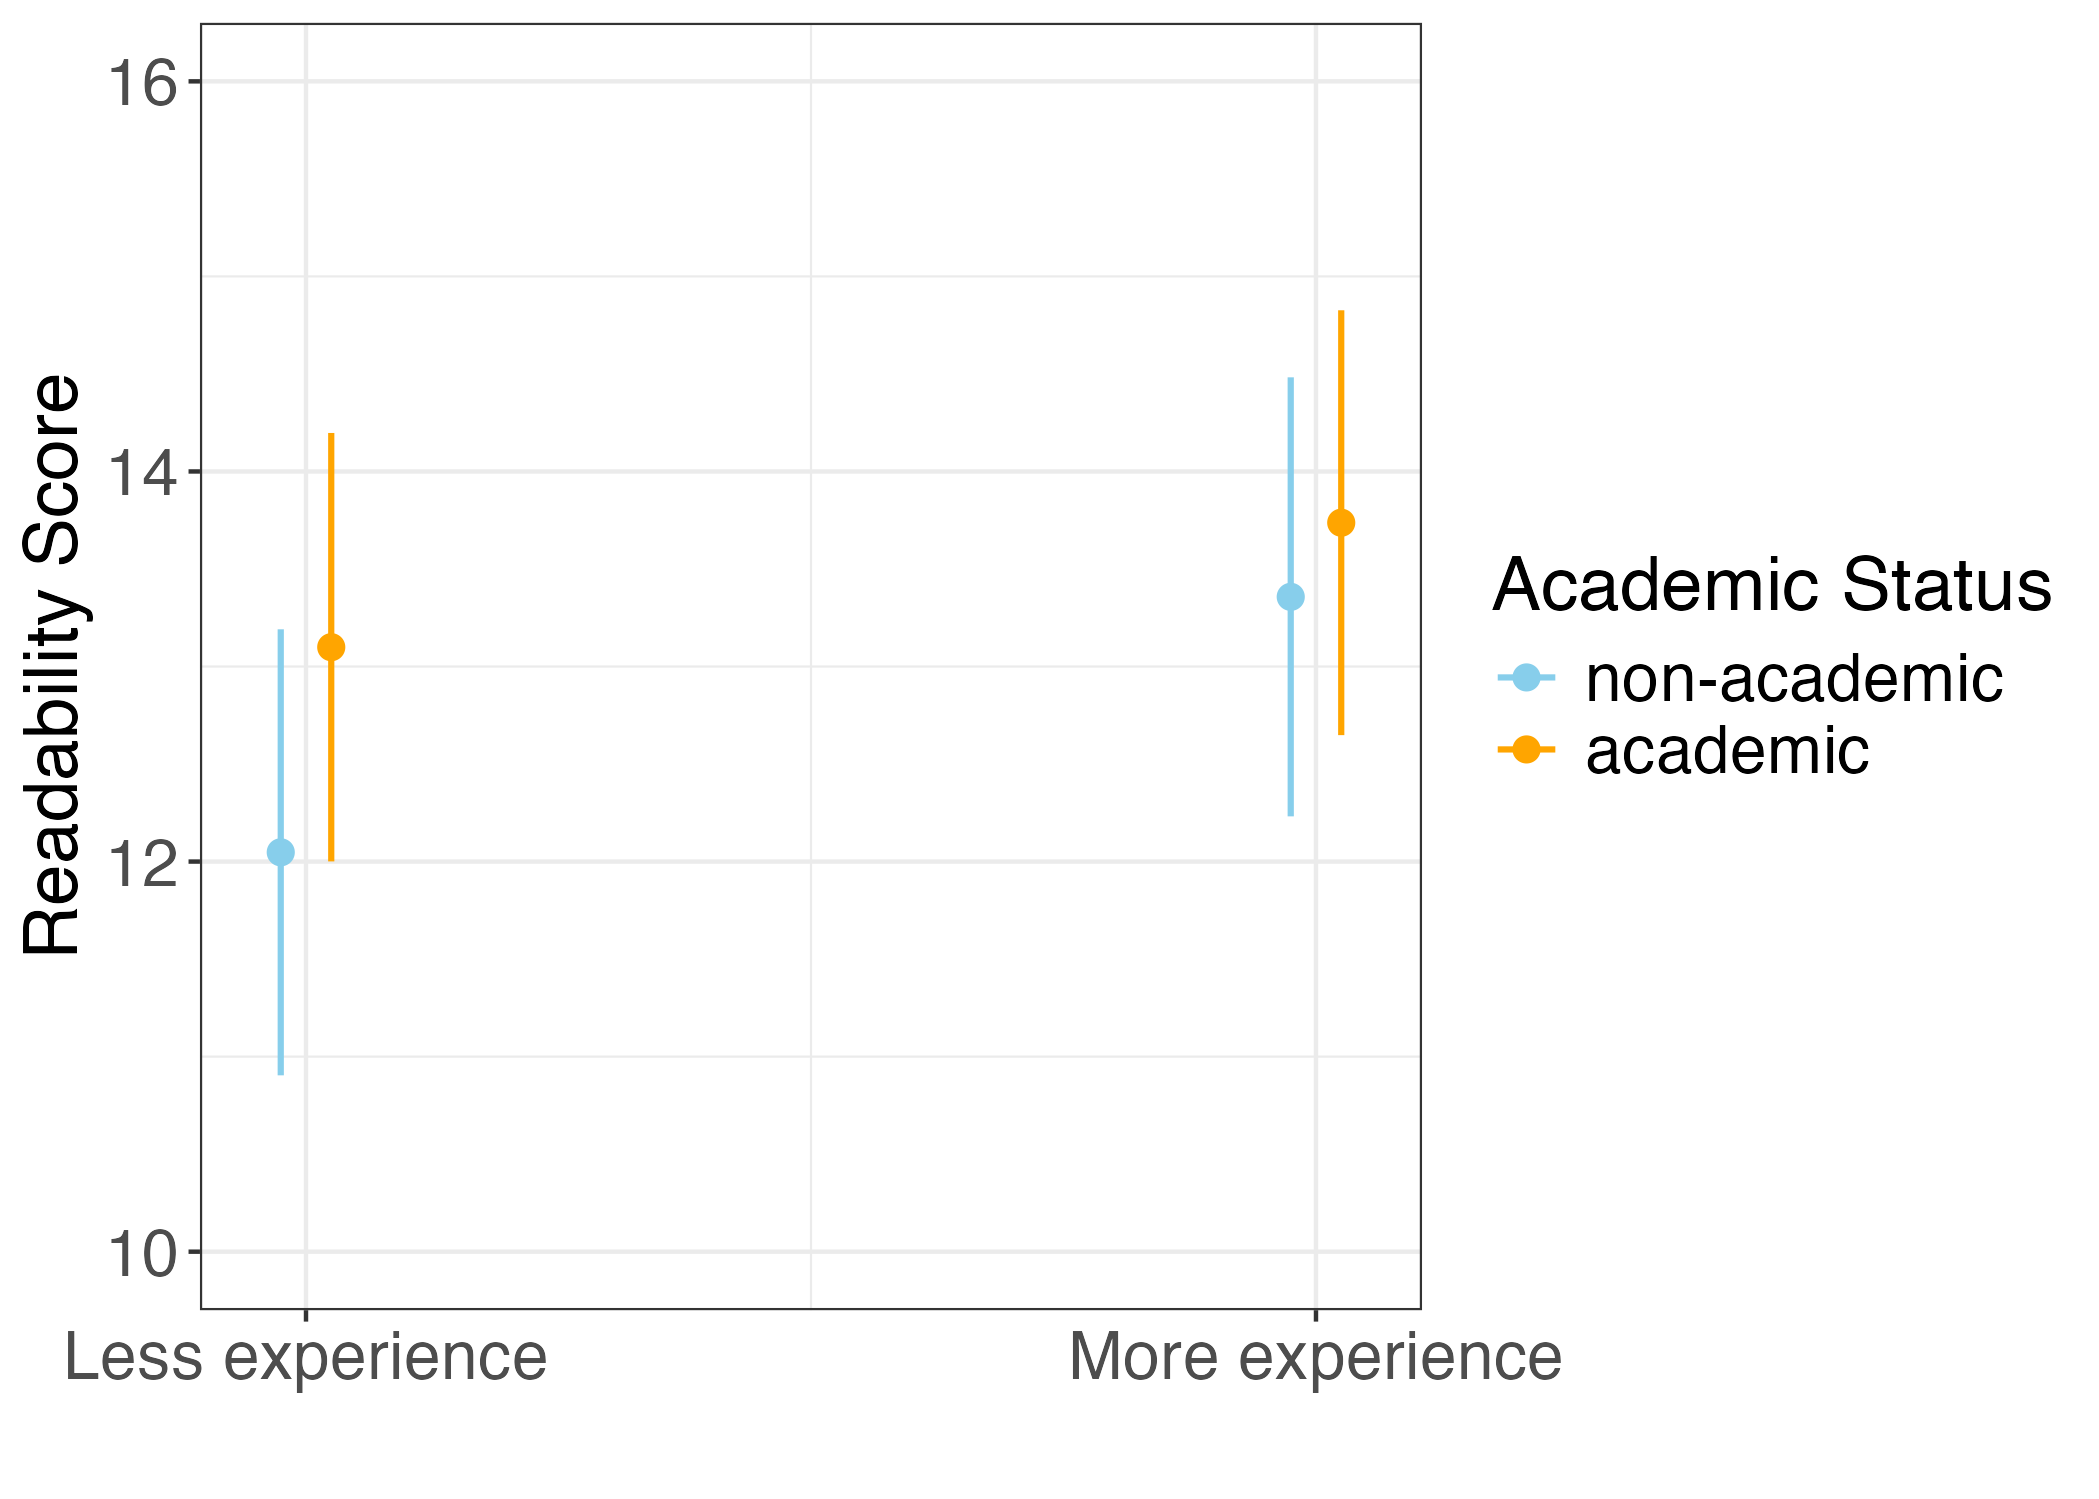 Readability Score
16
14
12
10
Less experience
More experience
Academic Status
non-academic
academic